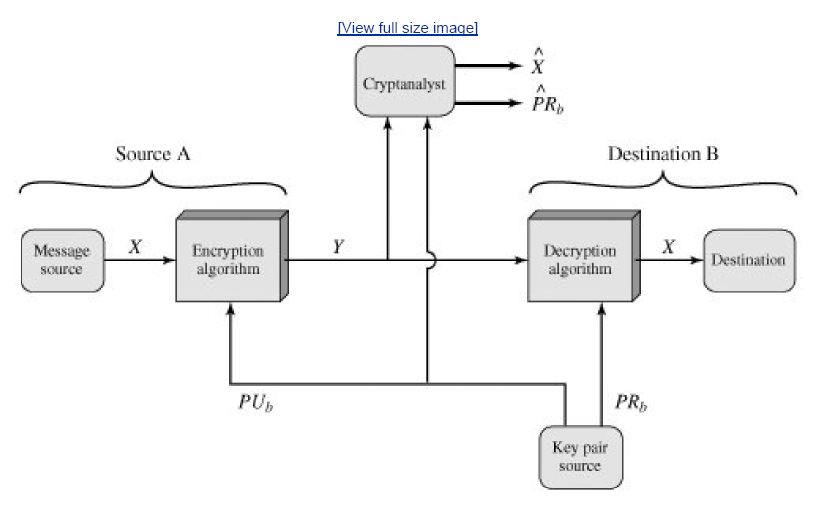 [View full size image]
Cryptanalyst
X̂
P̂R_b
Source A
Destination B
Message
source
X
Encryption
algorithm
Y
Decryption
algorithm
X
Destination
PU_b
PR_b
Key pair
source